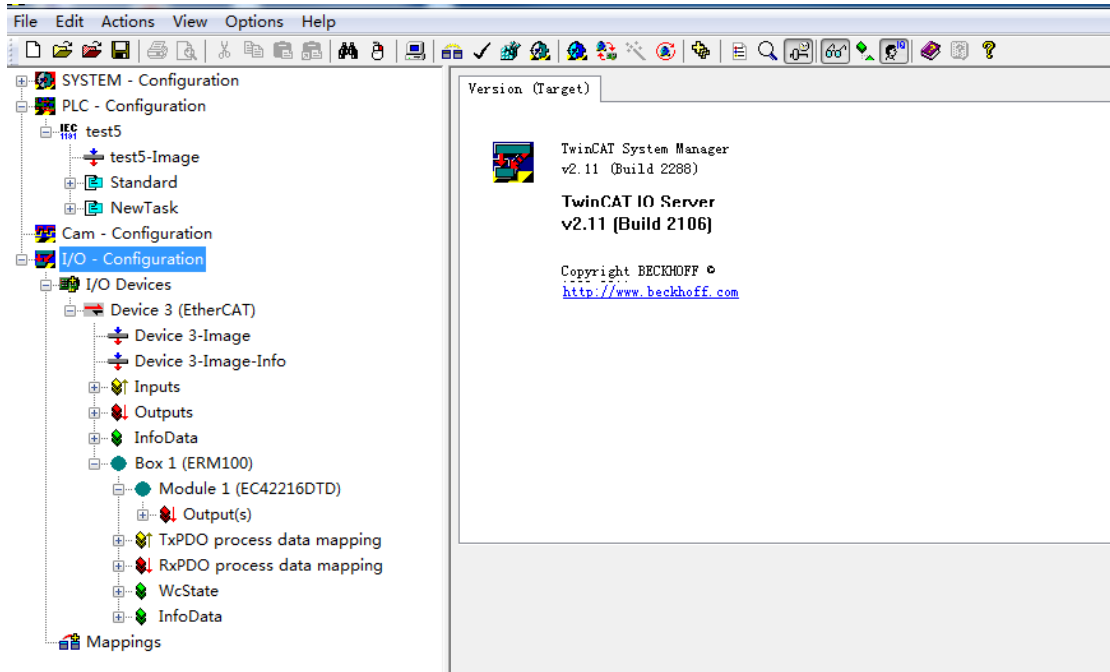 File Edit Actions View Options Help
SYSTEM - Configuration
PLC - Configuration
IEC 1131 test5
test5-Image
Standard
NewTask
Cam - Configuration
I/O - Configuration
I/O Devices
Device 3 (EtherCAT)
Device 3-Image
Device 3-Image-Info
Inputs
Outputs
InfoData
Box 1 (ERM100)
Module 1 (EC42216DTD)
Output(s)
TxPDO process data mapping
RxPDO process data mapping
WcState
InfoData
Mappings
Version (Target)
TwinCAT System Manager
v2.11 (Build 2288)
TwinCAT IO Server
v2.11 (Build 2106)
Copyright BECKHOFF ©
http://www.beckhoff.com